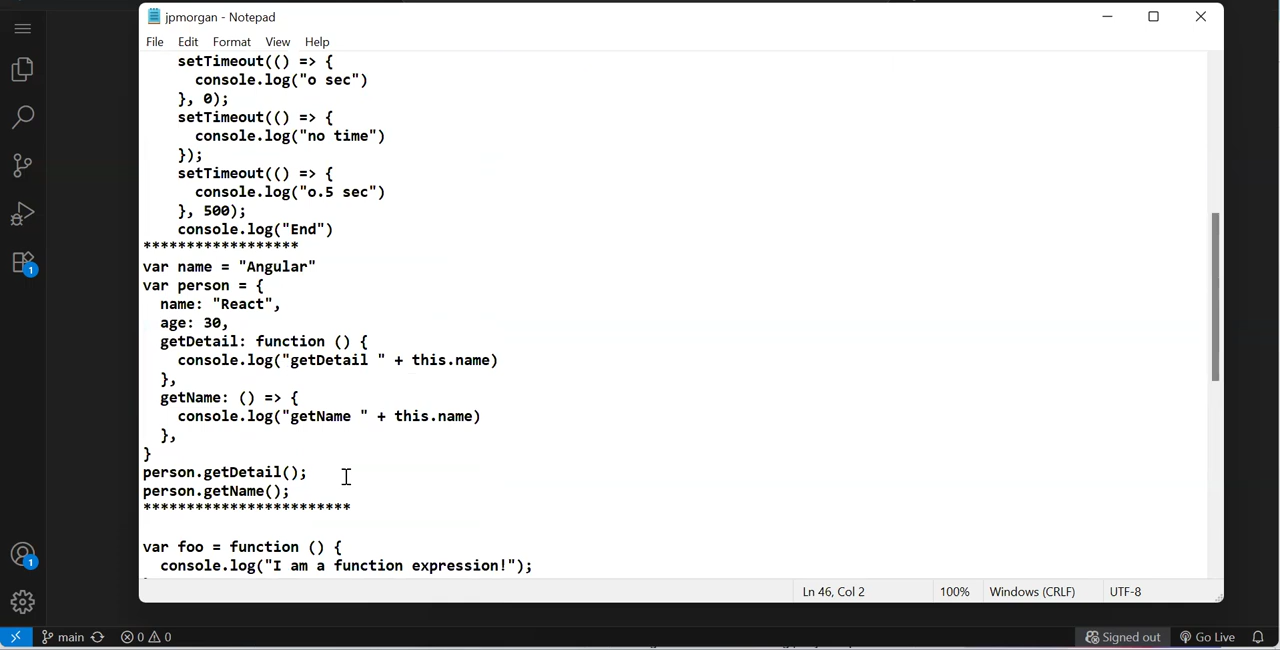 jpmorgan - Notepad
File Edit Format View Help
    setTimeout(() => {
      console.log("o sec")
    }, 0);
    setTimeout(() => {
      console.log("no time")
    });
    setTimeout(() => {
      console.log("o.5 sec")
    }, 500);
    console.log("End")
******************
var name = "Angular"
var person = {
  name: "React",
  age: 30,
  getDetail: function () {
    console.log("getDetail " + this.name)
  },
  getName: () => {
    console.log("getName " + this.name)
  },
}
person.getDetail();
person.getName();
************************
var foo = function () {
  console.log("I am a function expression!");
Ln 46, Col 2 100% Windows (CRLF) UTF-8
1
1
main 0 0 Signed out Go Live